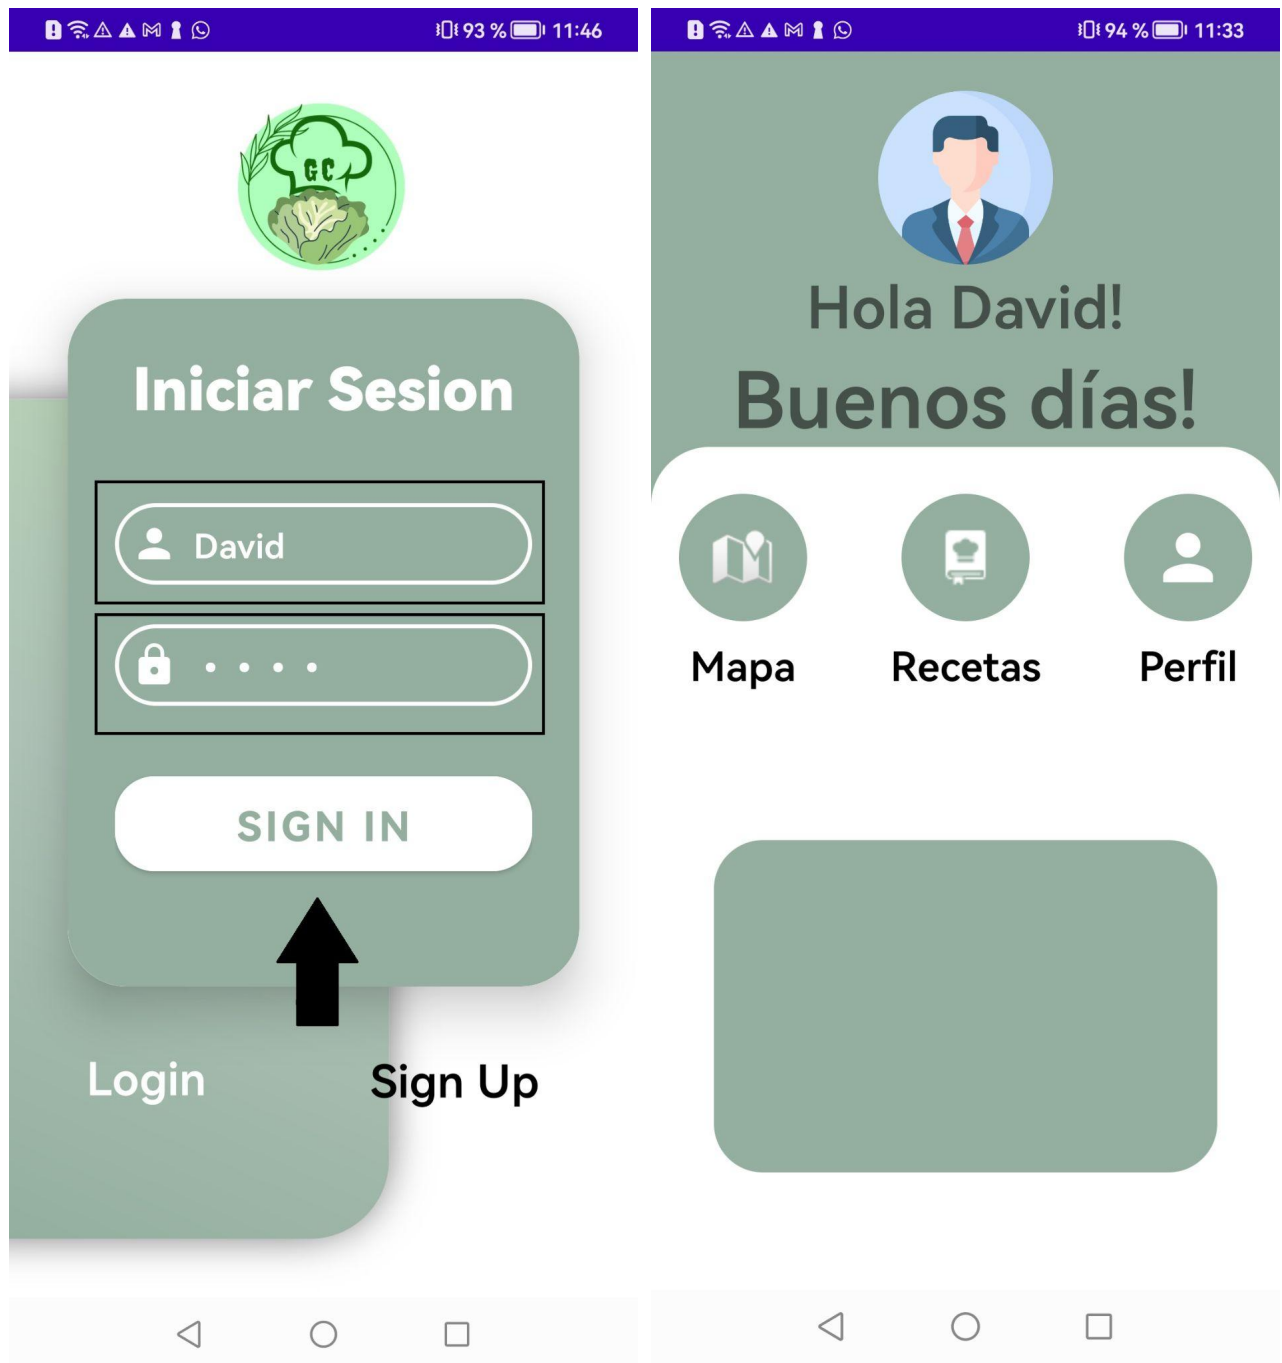 93 % 11:46
GC
Iniciar Sesion
David
SIGN IN
Login
Sign Up
94 % 11:33
Hola David!
Buenos días!
Mapa
Recetas
Perfil